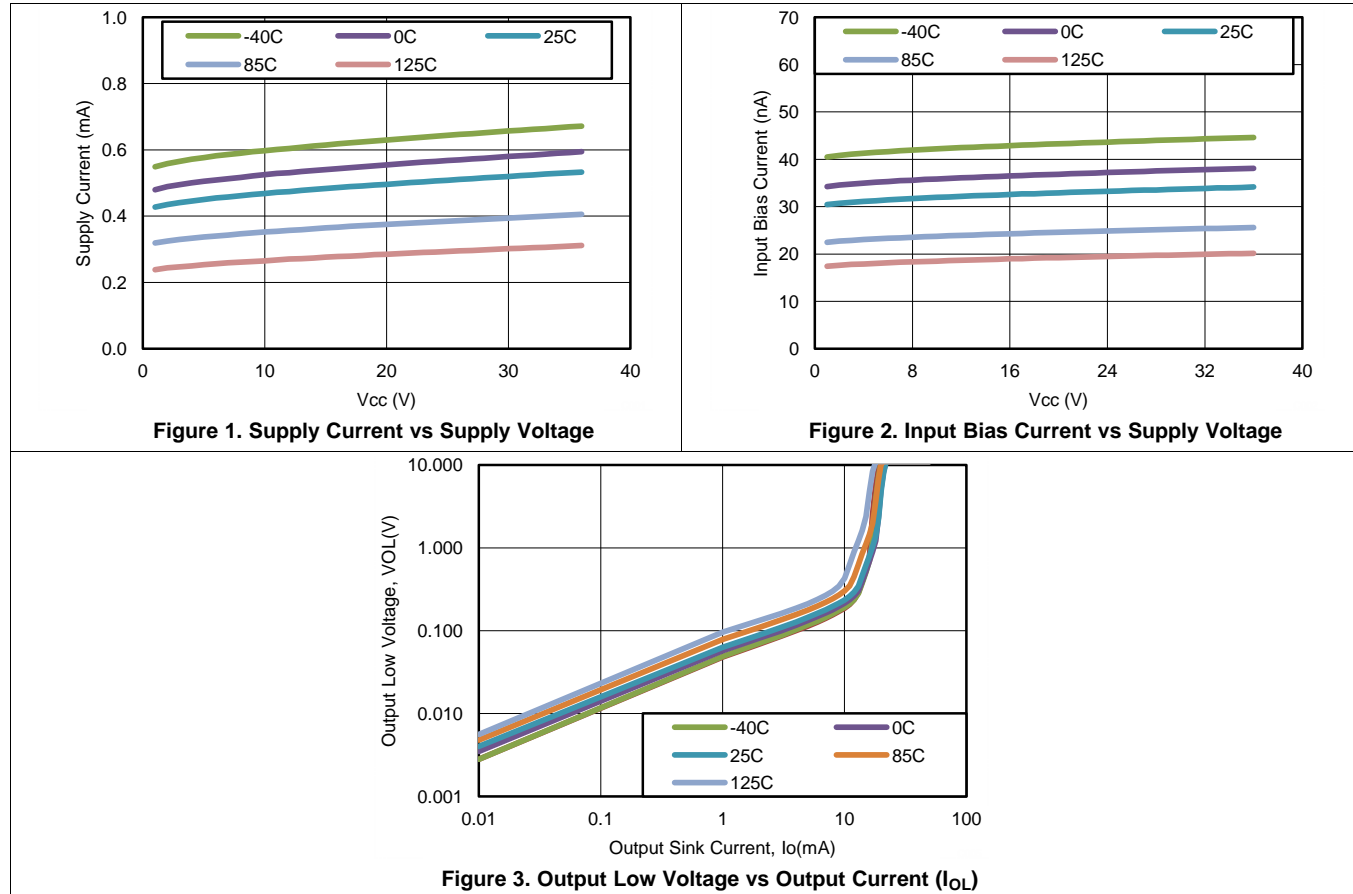 1.0
0.8
0.6
0.4
0.2
0.0
Supply Current (mA)
-40C 0C 25C
85C 125C
0 10 20 30 40
Vcc (V)
Figure 1. Supply Current vs Supply Voltage
70
60
50
40
30
20
10
0
Input Bias Current (nA)
-40C 0C 25C
85C 125C
0 8 16 24 32 40
Vcc (V)
Figure 2. Input Bias Current vs Supply Voltage
10.000
1.000
0.100
0.010
0.001
Output Low Voltage, VOL(V)
-40C 0C
25C 85C
125C
0.01 0.1 1 10 100
Output Sink Current, Io(mA)
Figure 3. Output Low Voltage vs Output Current (IOL)